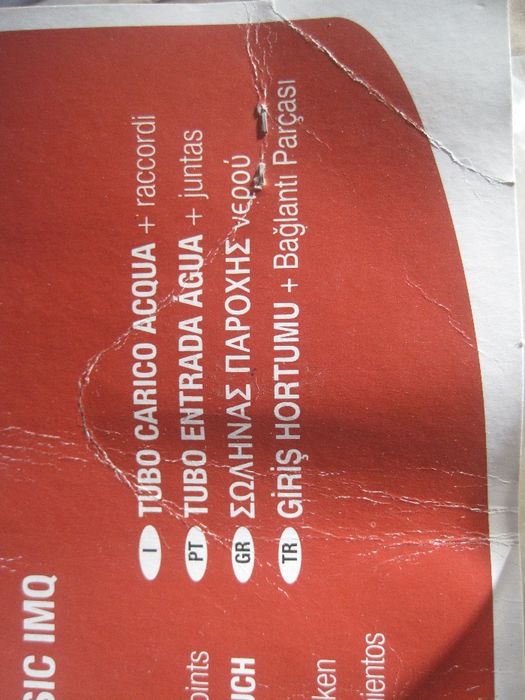 I TUBO CARICO ACQUA + raccordi
PT TUBO ENTRADA ÁGUA + juntas
GR ΣΩΛΗΝΑΣ ΠΑΡΟΧΗΣ νερού
TR GİRİŞ HORTUMU + Bağlantı Parçası
SIC IMQ
oints
UCH
ken
ientos